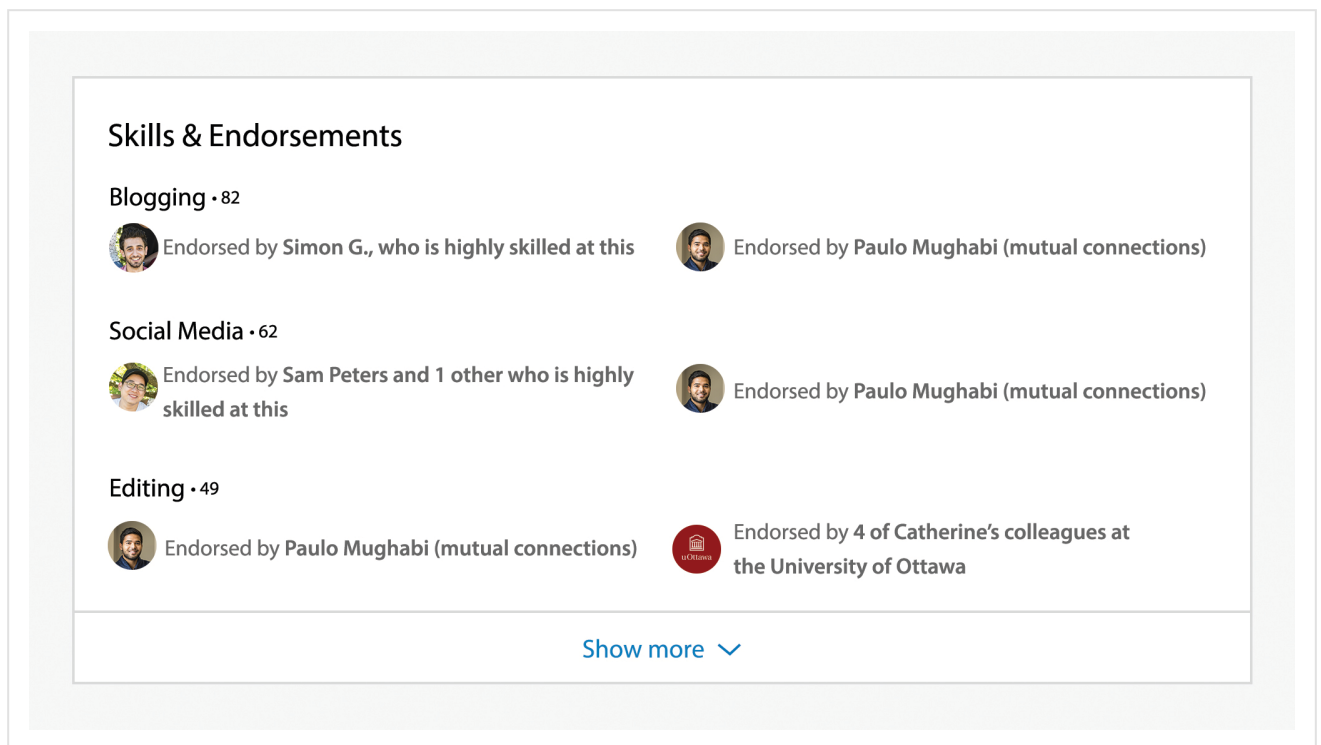 Skills & Endorsements
Blogging • 82
Endorsed by Simon G., who is highly skilled at this
Endorsed by Paulo Mughabi (mutual connections)
Social Media • 62
Endorsed by Sam Peters and 1 other who is highly
skilled at this
Endorsed by Paulo Mughabi (mutual connections)
Editing • 49
Endorsed by Paulo Mughabi (mutual connections)
uOttawa
Endorsed by 4 of Catherine’s colleagues at
the University of Ottawa
Show more